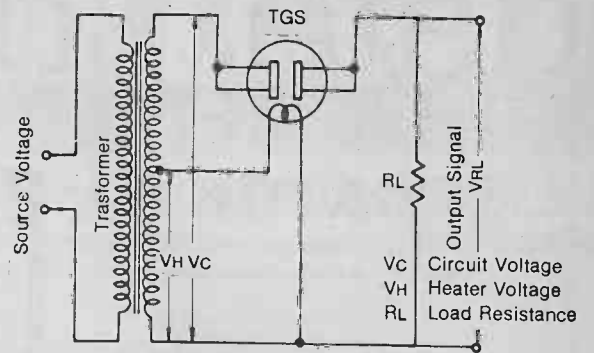 TGS
Source Voltage
Trasformer
VH VC
RL
Output Signal
VRL
VC Circuit Voltage
VH Heater Voltage
RL Load Resistance